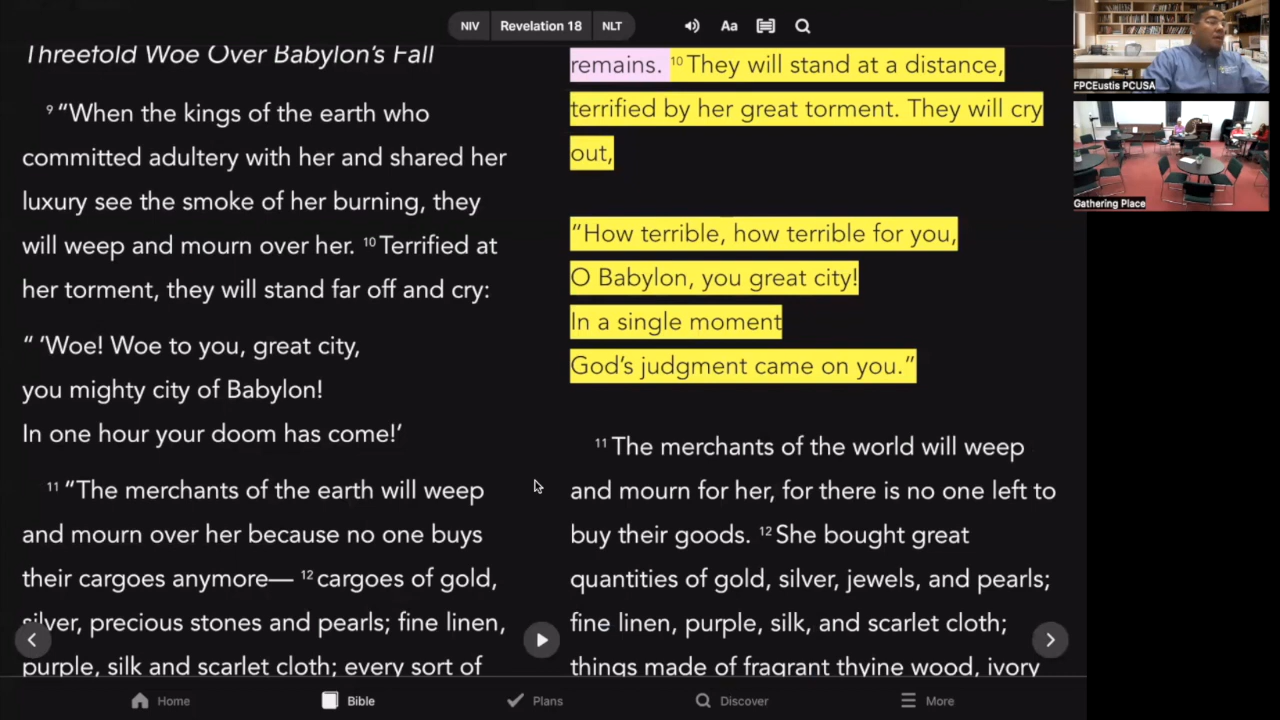 NIV Revelation 18 NLT Aa
Threefold Woe Over Babylon's Fall
9 “When the kings of the earth who
committed adultery with her and shared her
luxury see the smoke of her burning, they
will weep and mourn over her. 10 Terrified at
her torment, they will stand far off and cry:
“ ‘Woe! Woe to you, great city,
you mighty city of Babylon!
In one hour your doom has come!’
11 “The merchants of the earth will weep
and mourn over her because no one buys
their cargoes anymore— 12 cargoes of gold,
silver, precious stones and pearls; fine linen,
purple, silk and scarlet cloth; every sort of
remains. 10 They will stand at a distance,
terrified by her great torment. They will cry
out,
“How terrible, how terrible for you,
O Babylon, you great city!
In a single moment
God’s judgment came on you.”
11 The merchants of the world will weep
and mourn for her, for there is no one left to
buy their goods. 12 She bought great
quantities of gold, silver, jewels, and pearls;
fine linen, purple, silk, and scarlet cloth;
things made of fragrant thyine wood, ivory
FPCEustis PCUSA
Gathering Place
Home Bible Plans Discover More